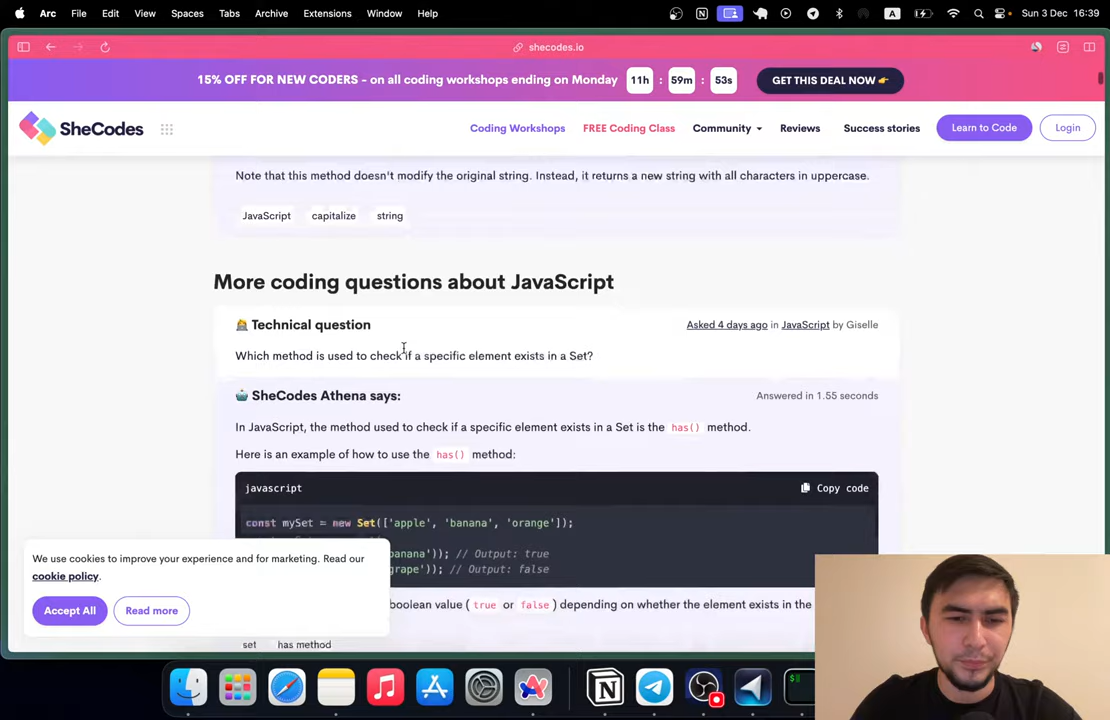 Arc File Edit View Spaces Tabs Archive Extensions Window Help A Sun 3 Dec 16:39
shecodes.io
15% OFF FOR NEW CODERS - on all coding workshops ending on Monday 11h : 59m : 53s GET THIS DEAL NOW 👉
SheCodes Coding Workshops FREE Coding Class Community Reviews Success stories Learn to Code Login
Note that this method doesn't modify the original string. Instead, it returns a new string with all characters in uppercase.
JavaScript capitalize string
More coding questions about JavaScript
Technical question Asked 4 days ago in JavaScript by Giselle
Which method is used to check if a specific element exists in a Set?
SheCodes Athena says: Answered in 1.55 seconds
In JavaScript, the method used to check if a specific element exists in a Set is the has() method.
Here is an example of how to use the has() method:
javascript Copy code
const mySet = new Set(['apple', 'banana', 'orange']);
banana')); // Output: true
grape')); // Output: false
boolean value ( true or false ) depending on whether the element exists in the
set has method
We use cookies to improve your experience and for marketing. Read our
cookie policy.
Accept All Read more